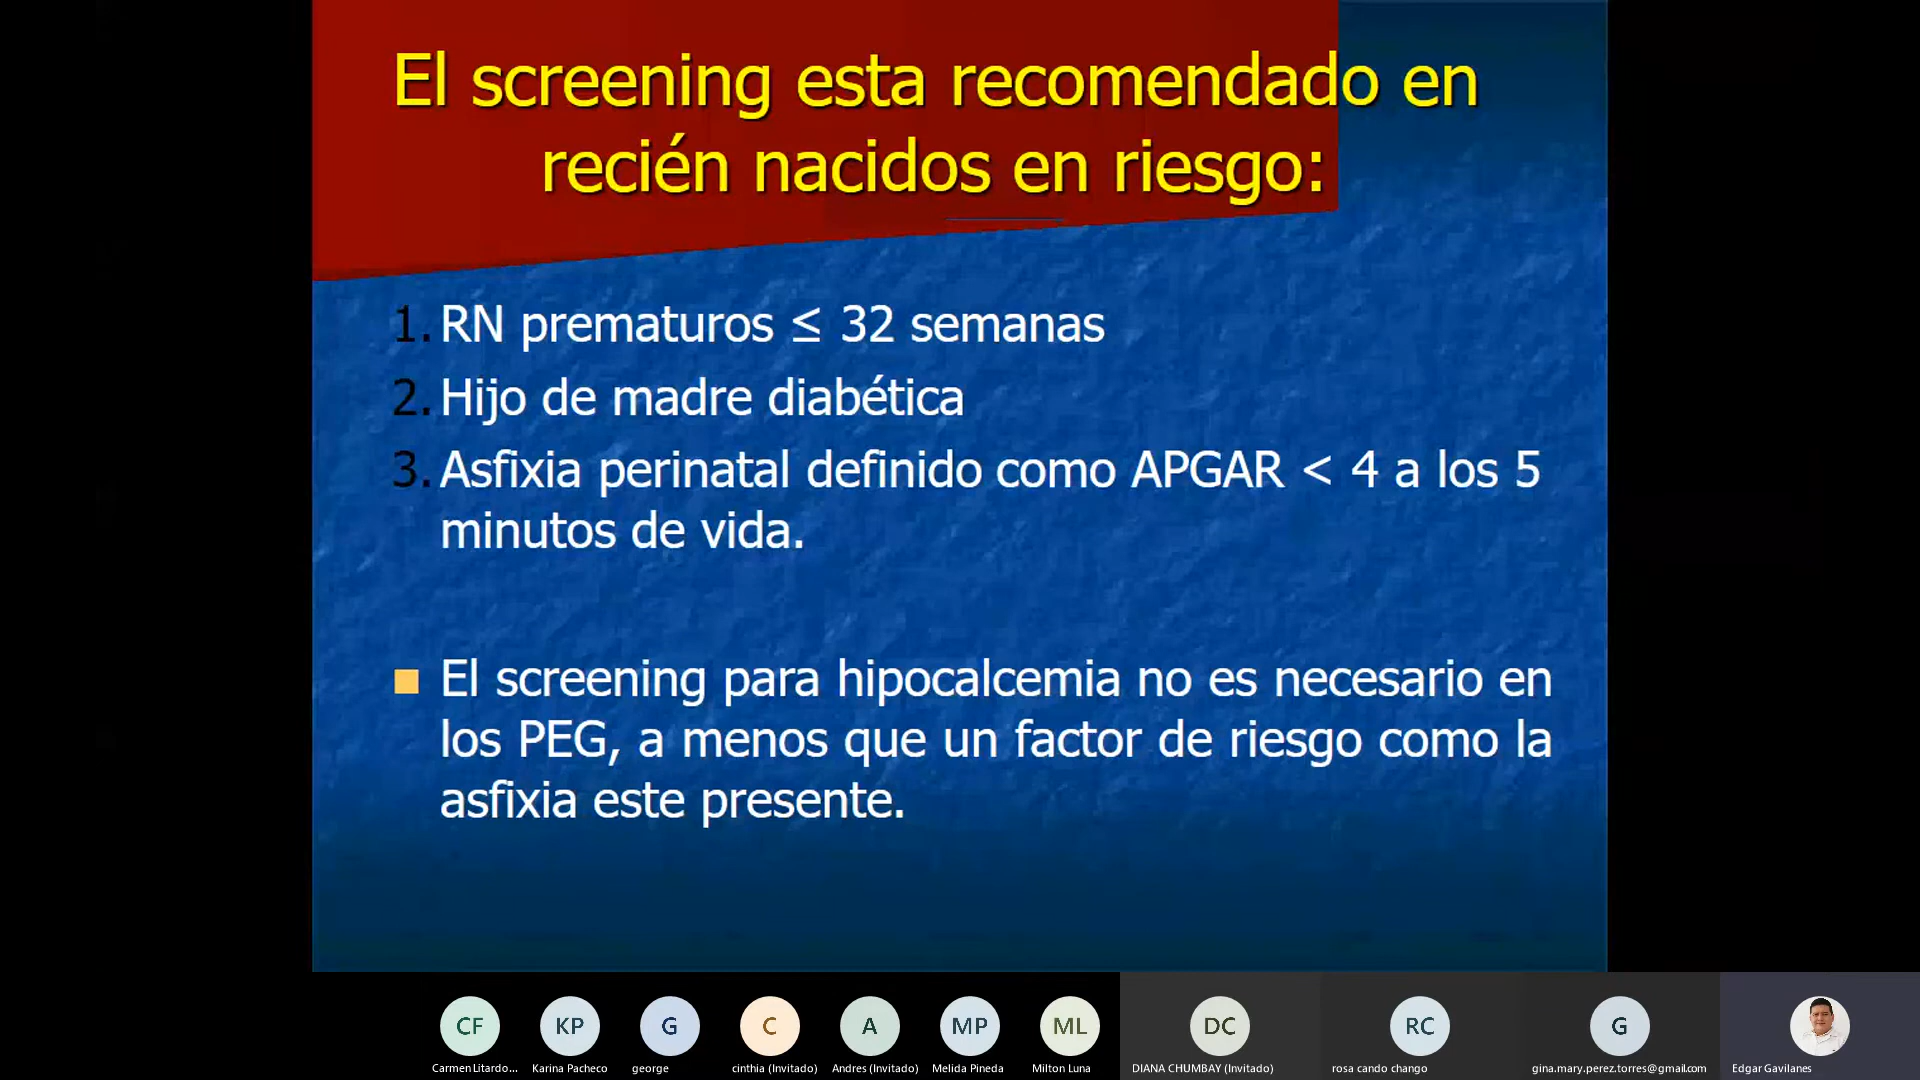 El screening esta recomendado en
recién nacidos en riesgo:
1. RN prematuros ≤ 32 semanas
2. Hijo de madre diabética
3. Asfixia perinatal definido como APGAR < 4 a los 5
minutos de vida.
El screening para hipocalcemia no es necesario en
los PEG, a menos que un factor de riesgo como la
asfixia este presente.
CF KP G C A MP ML DC RC G
Carmen Litardo... Karina Pacheco george cinthia (Invitado) Andres (Invitado) Melida Pineda Milton Luna DIANA CHUMBAY (Invitado) rosa cando chango gina.mary.perez.torres@gmail.com Edgar Gavilanes